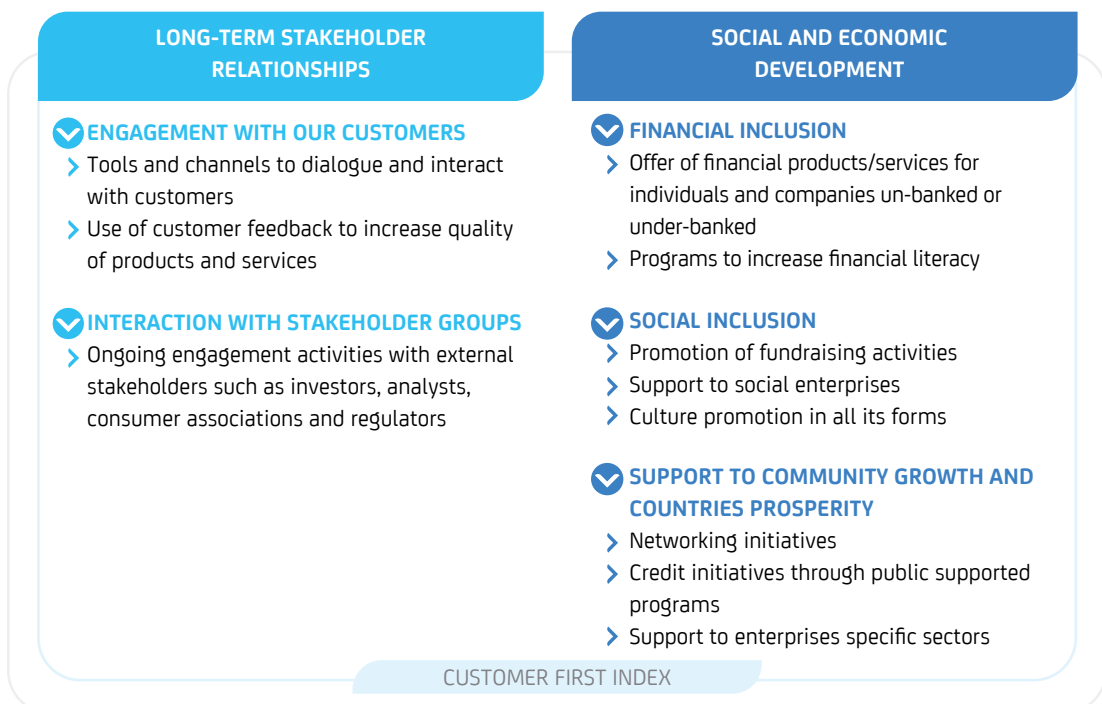 LONG-TERM STAKEHOLDER
RELATIONSHIPS
ENGAGEMENT WITH OUR CUSTOMERS
Tools and channels to dialogue and interact
with customers
Use of customer feedback to increase quality
of products and services
INTERACTION WITH STAKEHOLDER GROUPS
Ongoing engagement activities with external
stakeholders such as investors, analysts,
consumer associations and regulators
SOCIAL AND ECONOMIC
DEVELOPMENT
FINANCIAL INCLUSION
Offer of financial products/services for
individuals and companies un-banked or
under-banked
Programs to increase financial literacy
SOCIAL INCLUSION
Promotion of fundraising activities
Support to social enterprises
Culture promotion in all its forms
SUPPORT TO COMMUNITY GROWTH AND
COUNTRIES PROSPERITY
Networking initiatives
Credit initiatives through public supported
programs
Support to enterprises specific sectors
CUSTOMER FIRST INDEX